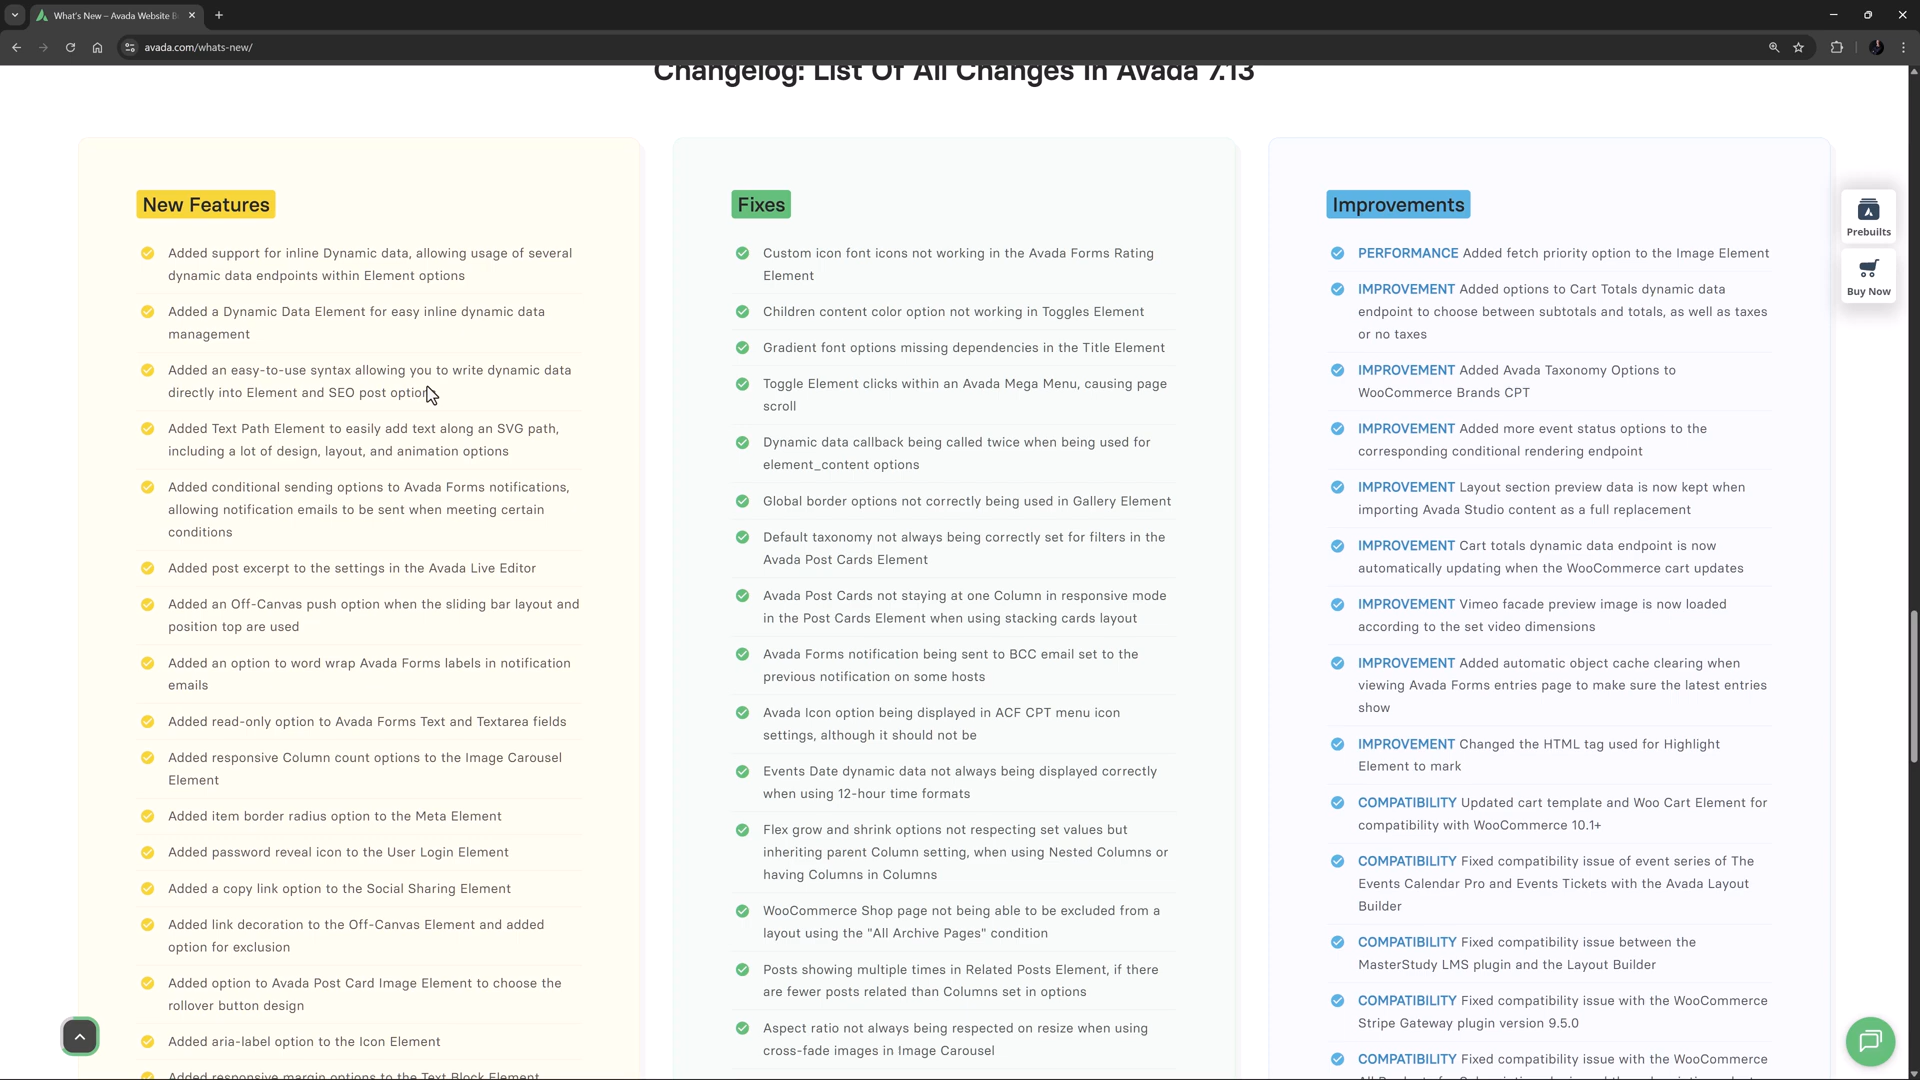 What's New – Avada Website B
avada.com/whats-new/
Changelog: List Of All Changes In Avada 7.13
New Features
Added support for inline Dynamic data, allowing usage of several
dynamic data endpoints within Element options
Added a Dynamic Data Element for easy inline dynamic data
management
Added an easy-to-use syntax allowing you to write dynamic data
directly into Element and SEO post option
Added Text Path Element to easily add text along an SVG path,
including a lot of design, layout, and animation options
Added conditional sending options to Avada Forms notifications,
allowing notification emails to be sent when meeting certain
conditions
Added post excerpt to the settings in the Avada Live Editor
Added an Off-Canvas push option when the sliding bar layout and
position top are used
Added an option to word wrap Avada Forms labels in notification
emails
Added read-only option to Avada Forms Text and Textarea fields
Added responsive Column count options to the Image Carousel
Element
Added item border radius option to the Meta Element
Added password reveal icon to the User Login Element
Added a copy link option to the Social Sharing Element
Added link decoration to the Off-Canvas Element and added
option for exclusion
Added option to Avada Post Card Image Element to choose the
rollover button design
Added aria-label option to the Icon Element
Added responsive margin options to the Text Block Element
Fixes
Custom icon font icons not working in the Avada Forms Rating
Element
Children content color option not working in Toggles Element
Gradient font options missing dependencies in the Title Element
Toggle Element clicks within an Avada Mega Menu, causing page
scroll
Dynamic data callback being called twice when being used for
element_content options
Global border options not correctly being used in Gallery Element
Default taxonomy not always being correctly set for filters in the
Avada Post Cards Element
Avada Post Cards not staying at one Column in responsive mode
in the Post Cards Element when using stacking cards layout
Avada Forms notification being sent to BCC email set to the
previous notification on some hosts
Avada Icon option being displayed in ACF CPT menu icon
settings, although it should not be
Events Date dynamic data not always being displayed correctly
when using 12-hour time formats
Flex grow and shrink options not respecting set values but
inheriting parent Column setting, when using Nested Columns or
having Columns in Columns
WooCommerce Shop page not being able to be excluded from a
layout using the "All Archive Pages" condition
Posts showing multiple times in Related Posts Element, if there
are fewer posts related than Columns set in options
Aspect ratio not always being respected on resize when using
cross-fade images in Image Carousel
Improvements
PERFORMANCE Added fetch priority option to the Image Element
IMPROVEMENT Added options to Cart Totals dynamic data
endpoint to choose between subtotals and totals, as well as taxes
or no taxes
IMPROVEMENT Added Avada Taxonomy Options to
WooCommerce Brands CPT
IMPROVEMENT Added more event status options to the
corresponding conditional rendering endpoint
IMPROVEMENT Layout section preview data is now kept when
importing Avada Studio content as a full replacement
IMPROVEMENT Cart totals dynamic data endpoint is now
automatically updating when the WooCommerce cart updates
IMPROVEMENT Vimeo facade preview image is now loaded
according to the set video dimensions
IMPROVEMENT Added automatic object cache clearing when
viewing Avada Forms entries page to make sure the latest entries
show
IMPROVEMENT Changed the HTML tag used for Highlight
Element to mark
COMPATIBILITY Updated cart template and Woo Cart Element for
compatibility with WooCommerce 10.1+
COMPATIBILITY Fixed compatibility issue of event series of The
Events Calendar Pro and Events Tickets with the Avada Layout
Builder
COMPATIBILITY Fixed compatibility issue between the
MasterStudy LMS plugin and the Layout Builder
COMPATIBILITY Fixed compatibility issue with the WooCommerce
Stripe Gateway plugin version 9.5.0
COMPATIBILITY Fixed compatibility issue with the WooCommerce
Prebuilts
Buy Now